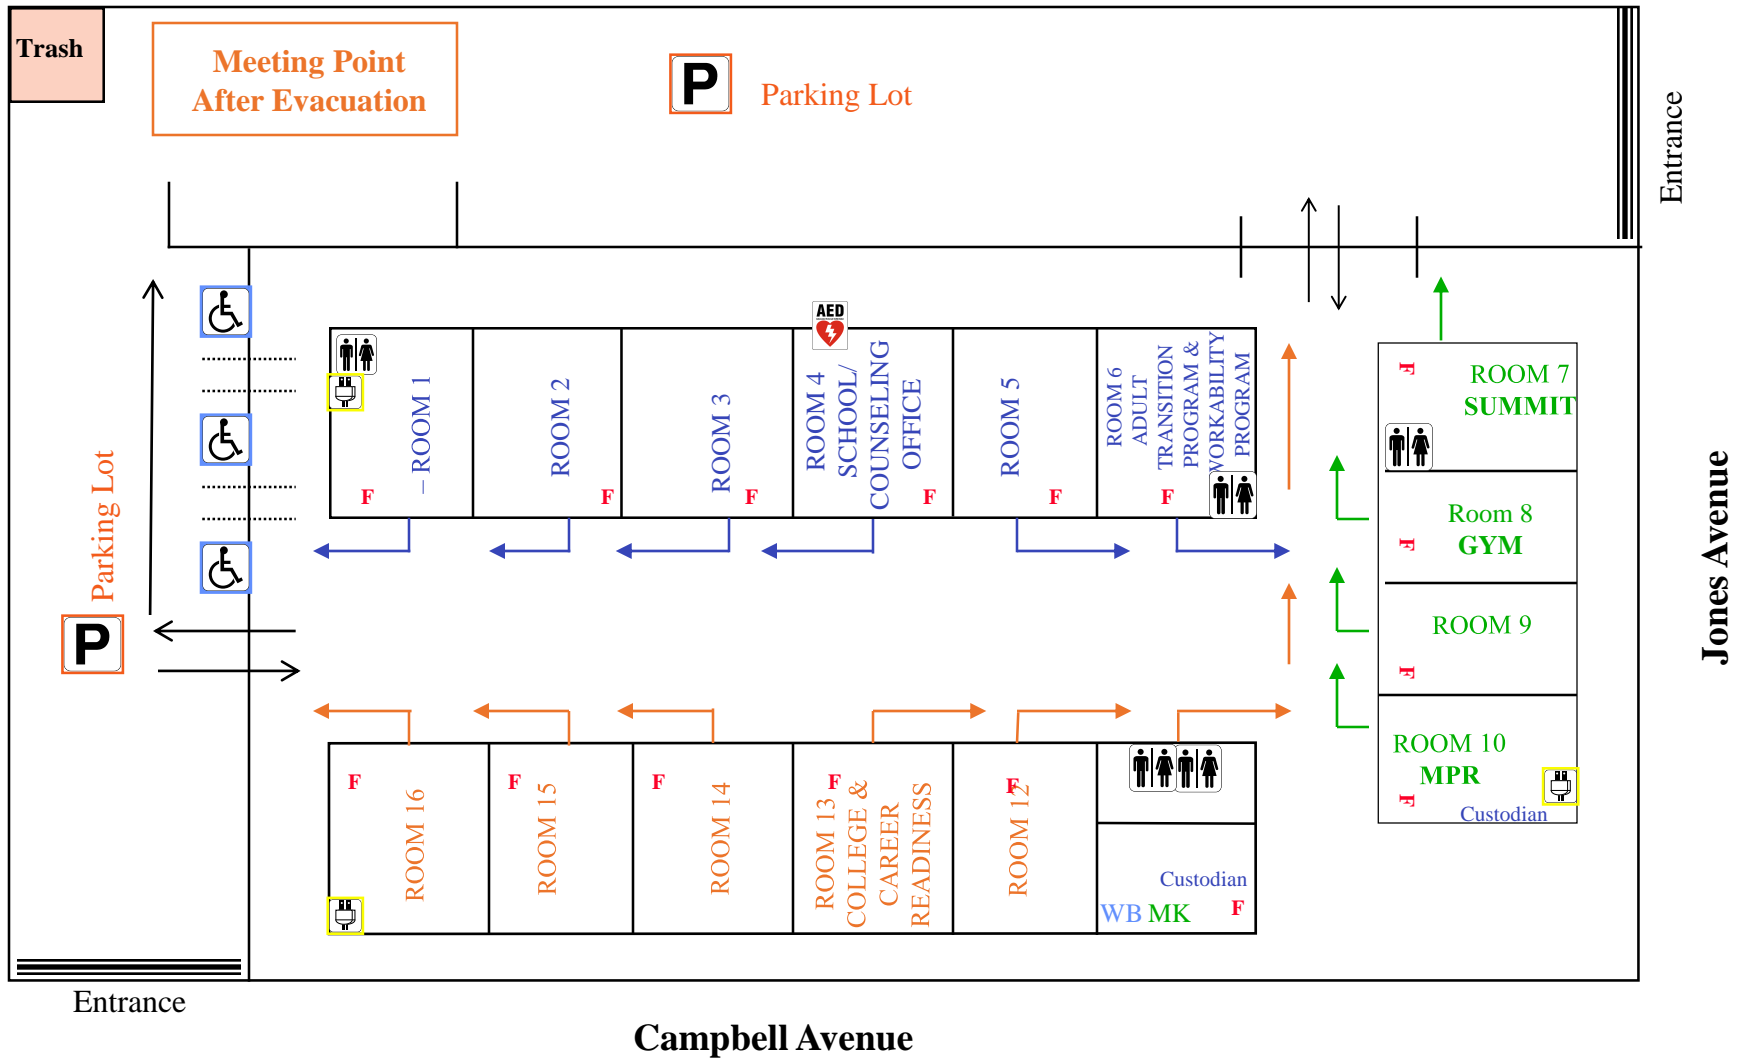 Trash
Meeting Point
After Evacuation
P
Parking Lot
Entrance
AED
– ROOM 1
F
ROOM 2
F
ROOM 3
F
ROOM 4
SCHOOL/
COUNSELING
OFFICE
F
ROOM 5
F
ROOM 6
ADULT
TRANSITION
PROGRAM &
WORKABILITY
PROGRAM
F
F
ROOM 7
SUMMIT
Room 8
GYM
F
ROOM 9
F
ROOM 10
MPR
F
Custodian
Parking Lot
P
F
ROOM 16
F
ROOM 15
F
ROOM 14
F
ROOM 13
COLLEGE &
CAREER
READINESS
F
ROOM 12
Custodian
WB MK
F
Jones Avenue
Entrance
Campbell Avenue